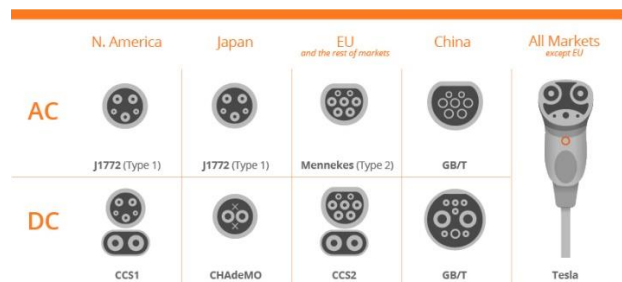 N. America
Japan
EU
and the rest of markets
China
All Markets
except EU
AC
J1772 (Type 1)
J1772 (Type 1)
Mennekes (Type 2)
GB/T
DC
CCS1
CHAdeMO
CCS2
GB/T
Tesla